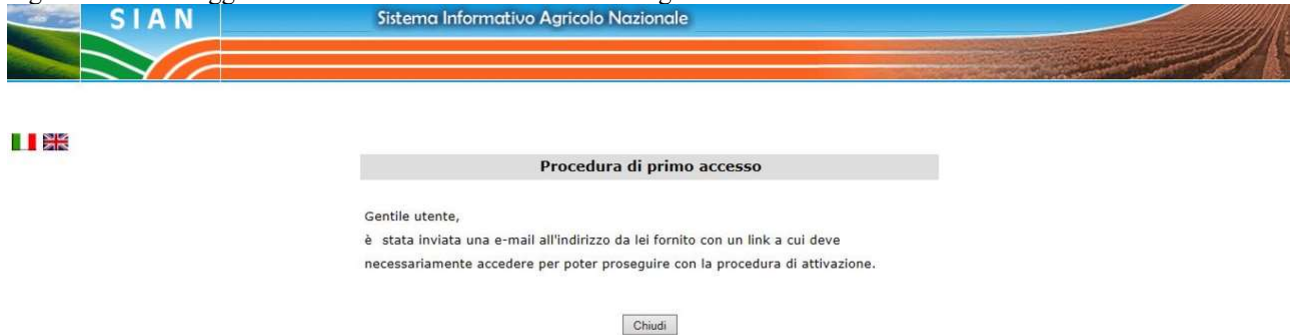 SIAN
Sistema Informativo Agricolo Nazionale
Procedura di primo accesso
Gentile utente,
è stata inviata una e-mail all'indirizzo da lei fornito con un link a cui deve
necessariamente accedere per poter proseguire con la procedura di attivazione.
Chiudi